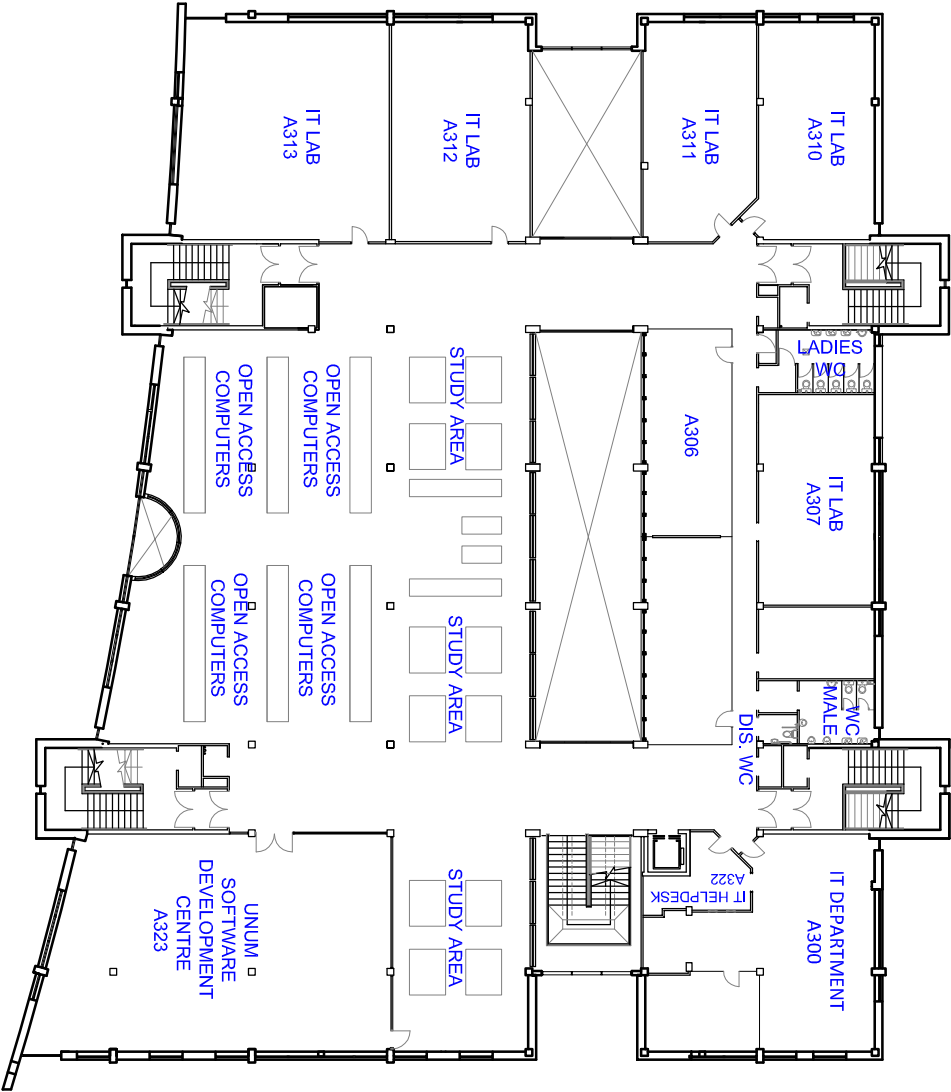 IT LAB
A313
IT LAB
A312
IT LAB
A311
IT LAB
A310
LADIES
WC
STUDY AREA
OPEN ACCESS
COMPUTERS
OPEN ACCESS
COMPUTERS
A306
IT LAB
A307
OPEN ACCESS
COMPUTERS
OPEN ACCESS
COMPUTERS
STUDY AREA
WC
MALE
DIS. WC
UNUM
SOFTWARE
DEVELOPMENT
CENTRE
A323
STUDY AREA
IT HELPDESK
A322
IT DEPARTMENT
A300